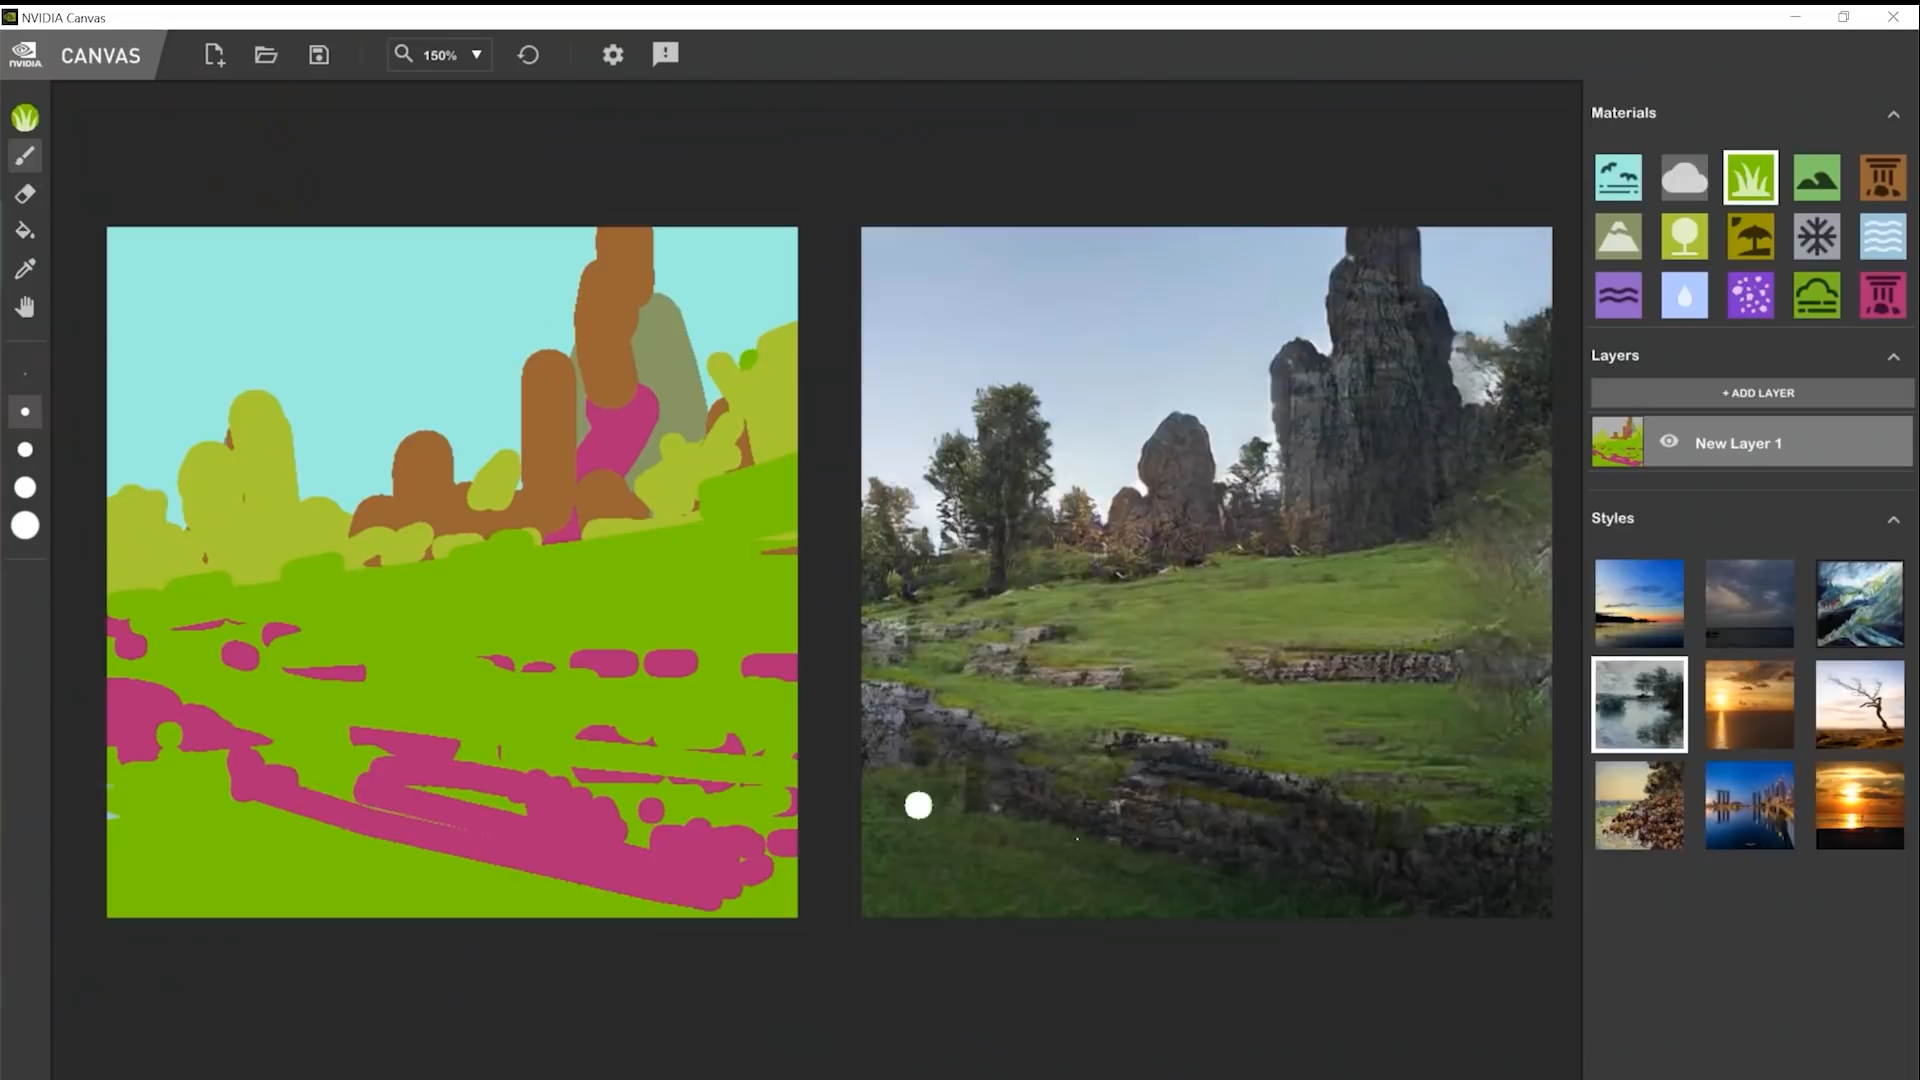 NVIDIA Canvas
NVIDIA.
CANVAS
150%
Materials
Layers
+ ADD LAYER
New Layer 1
Styles